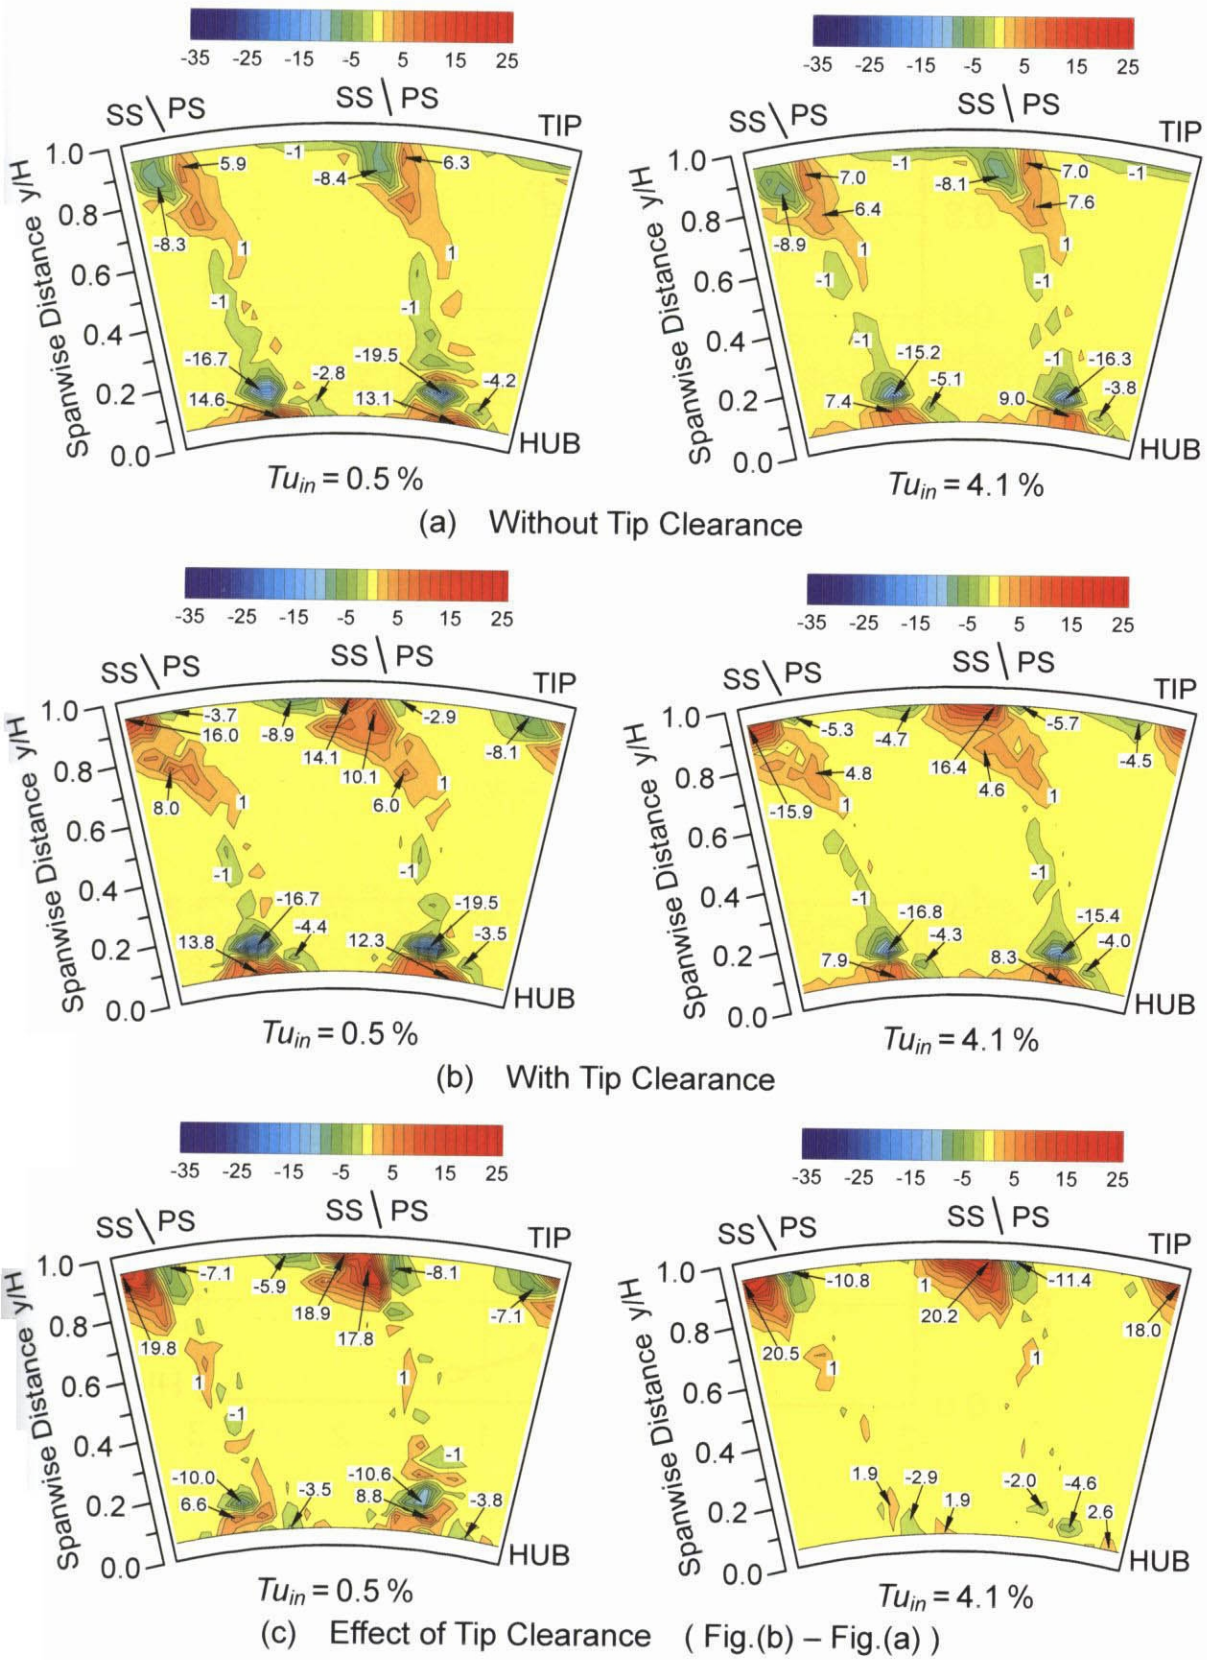 -35 -25 -15 -5 5 15 25
-35 -25 -15 -5 5 15 25
SS \ PS SS \ PS TIP
SS \ PS SS \ PS TIP
Spanwise Distance y/H
1.0
0.8
0.6
0.4
0.2
0.0
5.9 -1 -8.4 6.3
-8.3 1 1
-1 -1
-16.7 -2.8 -19.5 -4.2
14.6 13.1
HUB
Tuin = 0.5 %
Spanwise Distance y/H
1.0
0.8
0.6
0.4
0.2
0.0
7.0 -1 -8.1 7.0 -1
6.4 7.6
-8.9 1 1
-1 -1
-1 -15.2 -1 -16.3
-5.1 -3.8
7.4 9.0
HUB
Tuin = 4.1 %
(a) Without Tip Clearance
-35 -25 -15 -5 5 15 25
-35 -25 -15 -5 5 15 25
SS \ PS SS \ PS TIP
SS \ PS SS \ PS TIP
Spanwise Distance y/H
1.0
0.8
0.6
0.4
0.2
0.0
-3.7 -2.9
16.0 -8.9 -8.1
14.1 10.1
8.0 1 6.0 1
-1 -1
-16.7 -19.5
13.8 -4.4 12.3 -3.5
HUB
Tuin = 0.5 %
Spanwise Distance y/H
1.0
0.8
0.6
0.4
0.2
0.0
-5.3 -4.7 -5.7 -4.5
4.8 16.4 4.6
-15.9 1 1
-1 -1
-16.8 -15.4
7.9 -4.3 8.3 -4.0
HUB
Tuin = 4.1 %
(b) With Tip Clearance
-35 -25 -15 -5 5 15 25
-35 -25 -15 -5 5 15 25
SS \ PS SS \ PS TIP
SS \ PS SS \ PS TIP
Spanwise Distance y/H
1.0
0.8
0.6
0.4
0.2
0.0
-7.1 -5.9 -8.1
18.9 -7.1
19.8 17.8
1 1
-1 -1
-10.0 -3.5 -10.6
6.6 8.8 -3.8
HUB
Tuin = 0.5 %
Spanwise Distance y/H
1.0
0.8
0.6
0.4
0.2
0.0
-10.8 1 -11.4
20.2 18.0
20.5 1 1
1.9 -2.9 -2.0 -4.6
1.9 2.6
HUB
Tuin = 4.1 %
(c) Effect of Tip Clearance ( Fig.(b) – Fig.(a) )